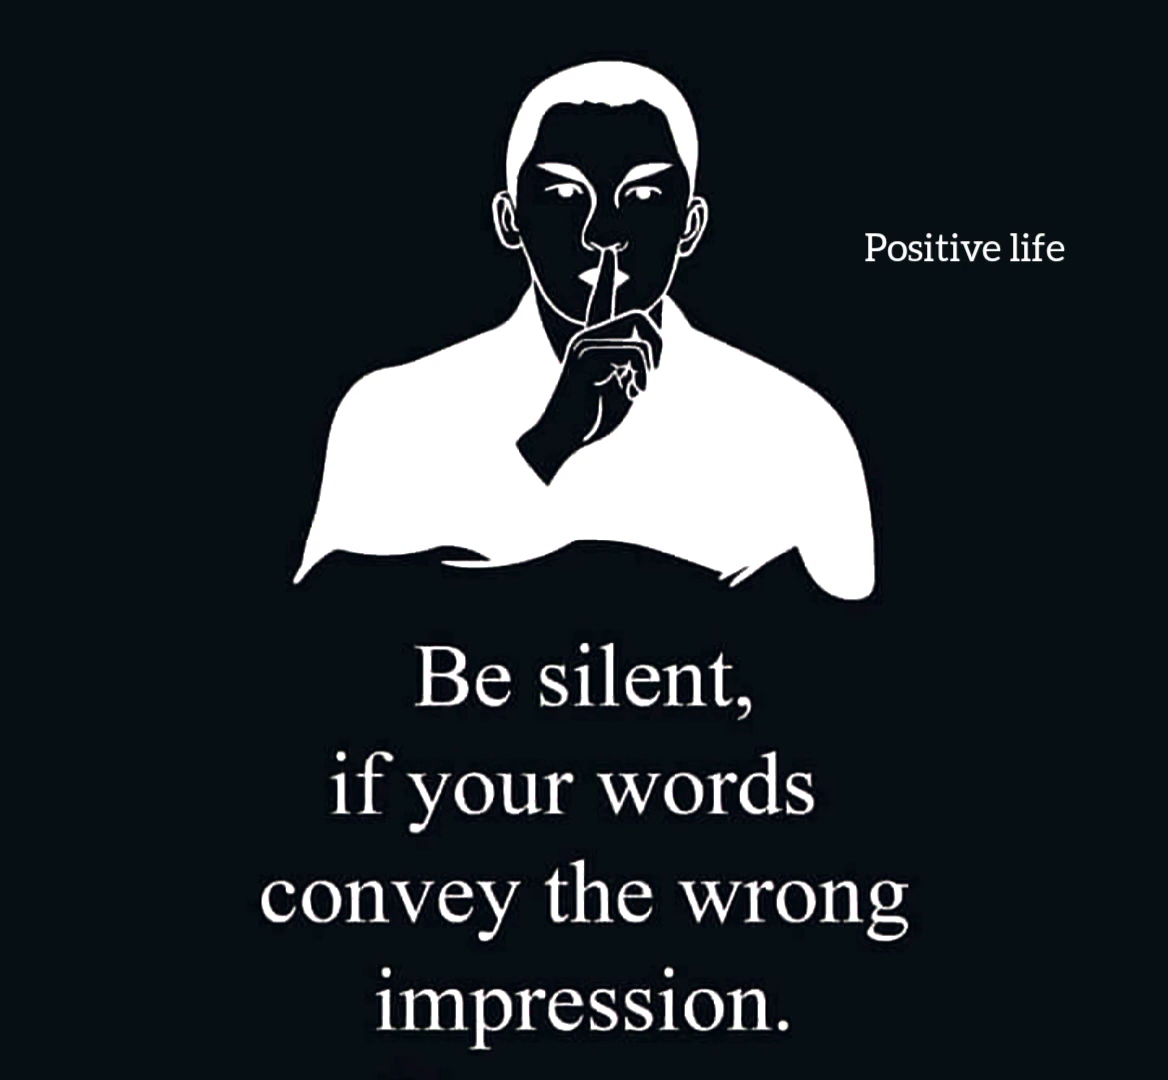 Positive life
Be silent,
if your words
convey the wrong
impression.